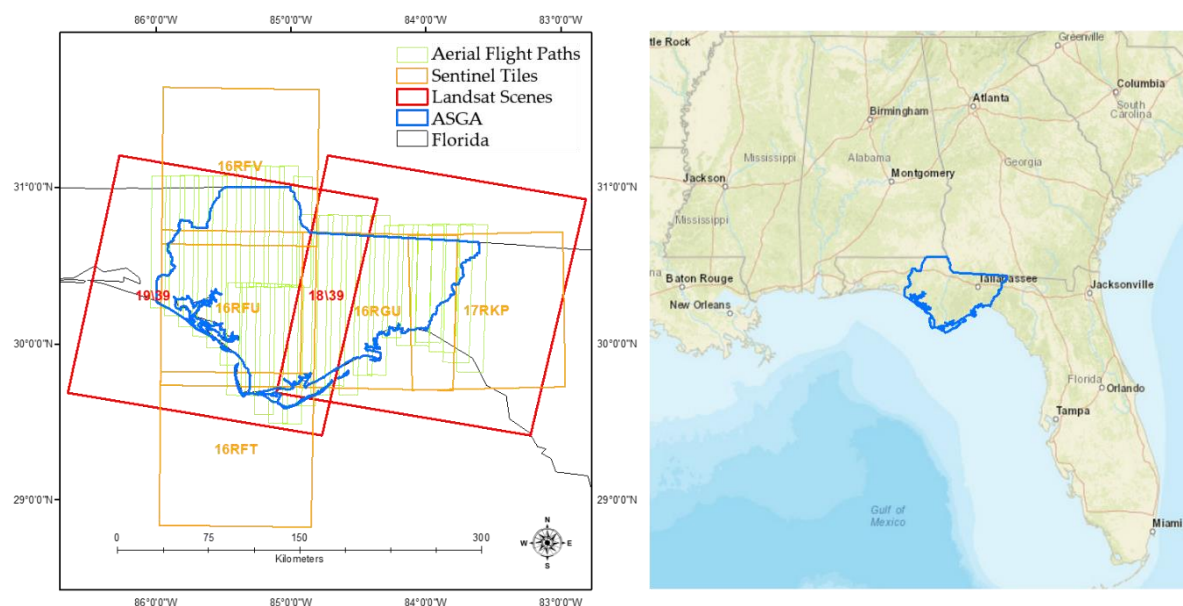 86°0'0"W 85°0'0"W 84°0'0"W 83°0'0"W
Aerial Flight Paths
Sentinel Tiles
Landsat Scenes
ASGA
Florida
31°0'0"N
31°0'0"N
30°0'0"N
30°0'0"N
29°0'0"N
29°0'0"N
16RFV
19\39
16RFU
18\39
16RGU
17RKP
16RFT
0 75 150 300
Kilometers
N
W E
S
86°0'0"W 85°0'0"W 84°0'0"W 83°0'0"W
tle Rock
Greenville
Columbia
South
Carolina
Birmingham
Atlanta
Mississippi
Alabama
Georgia
Jackson
Montgomery
Mississippi
Baton Rouge
Tallahassee
Jacksonville
New Orleans
Florida
Orlando
Tampa
Gulf of
Mexico
Miami